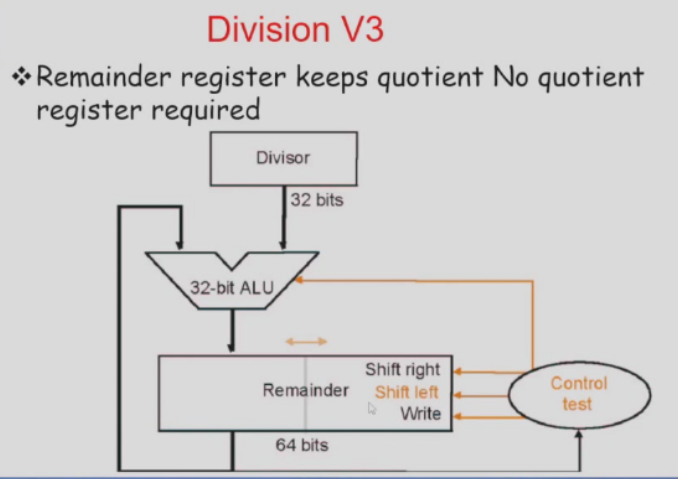 Division V3
❖Remainder register keeps quotient No quotient
register required
Divisor
32 bits
32-bit ALU
Shift right
Remainder
Shift left
Write
Control
test
64 bits